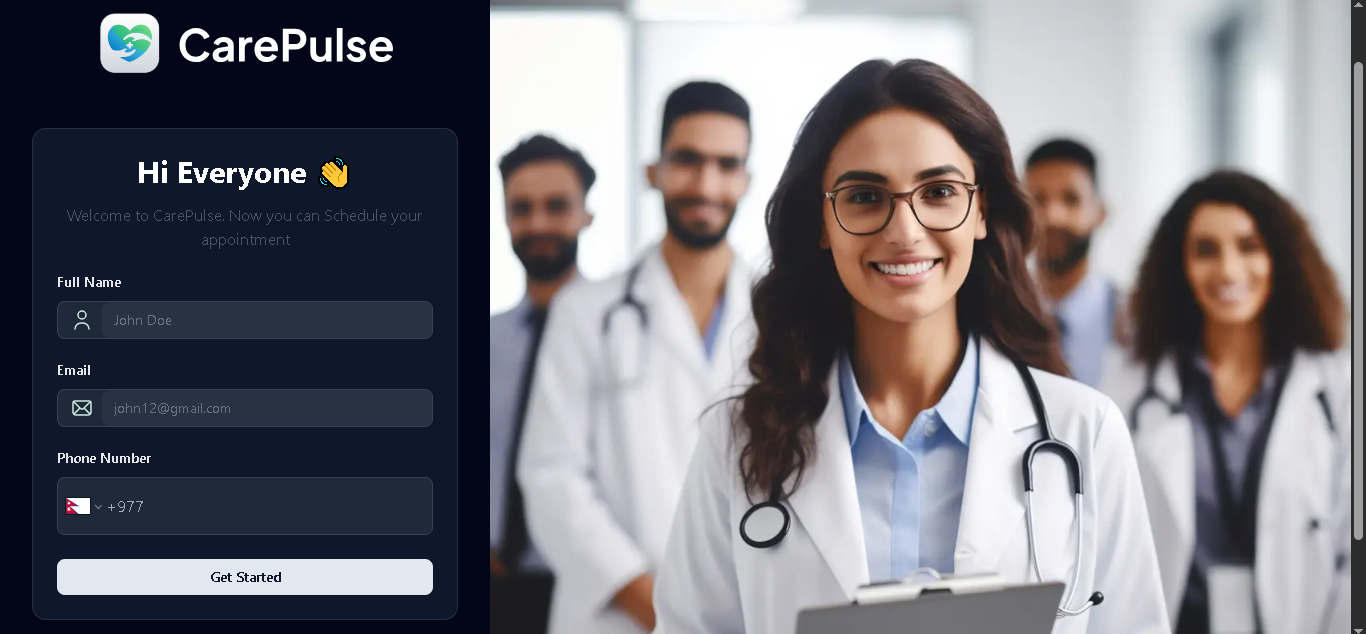 CarePulse
Hi Everyone 👋
Welcome to CarePulse. Now you can Schedule your
appointment
Full Name
John Doe
Email
john12@gmail.com
Phone Number
+977
Get Started